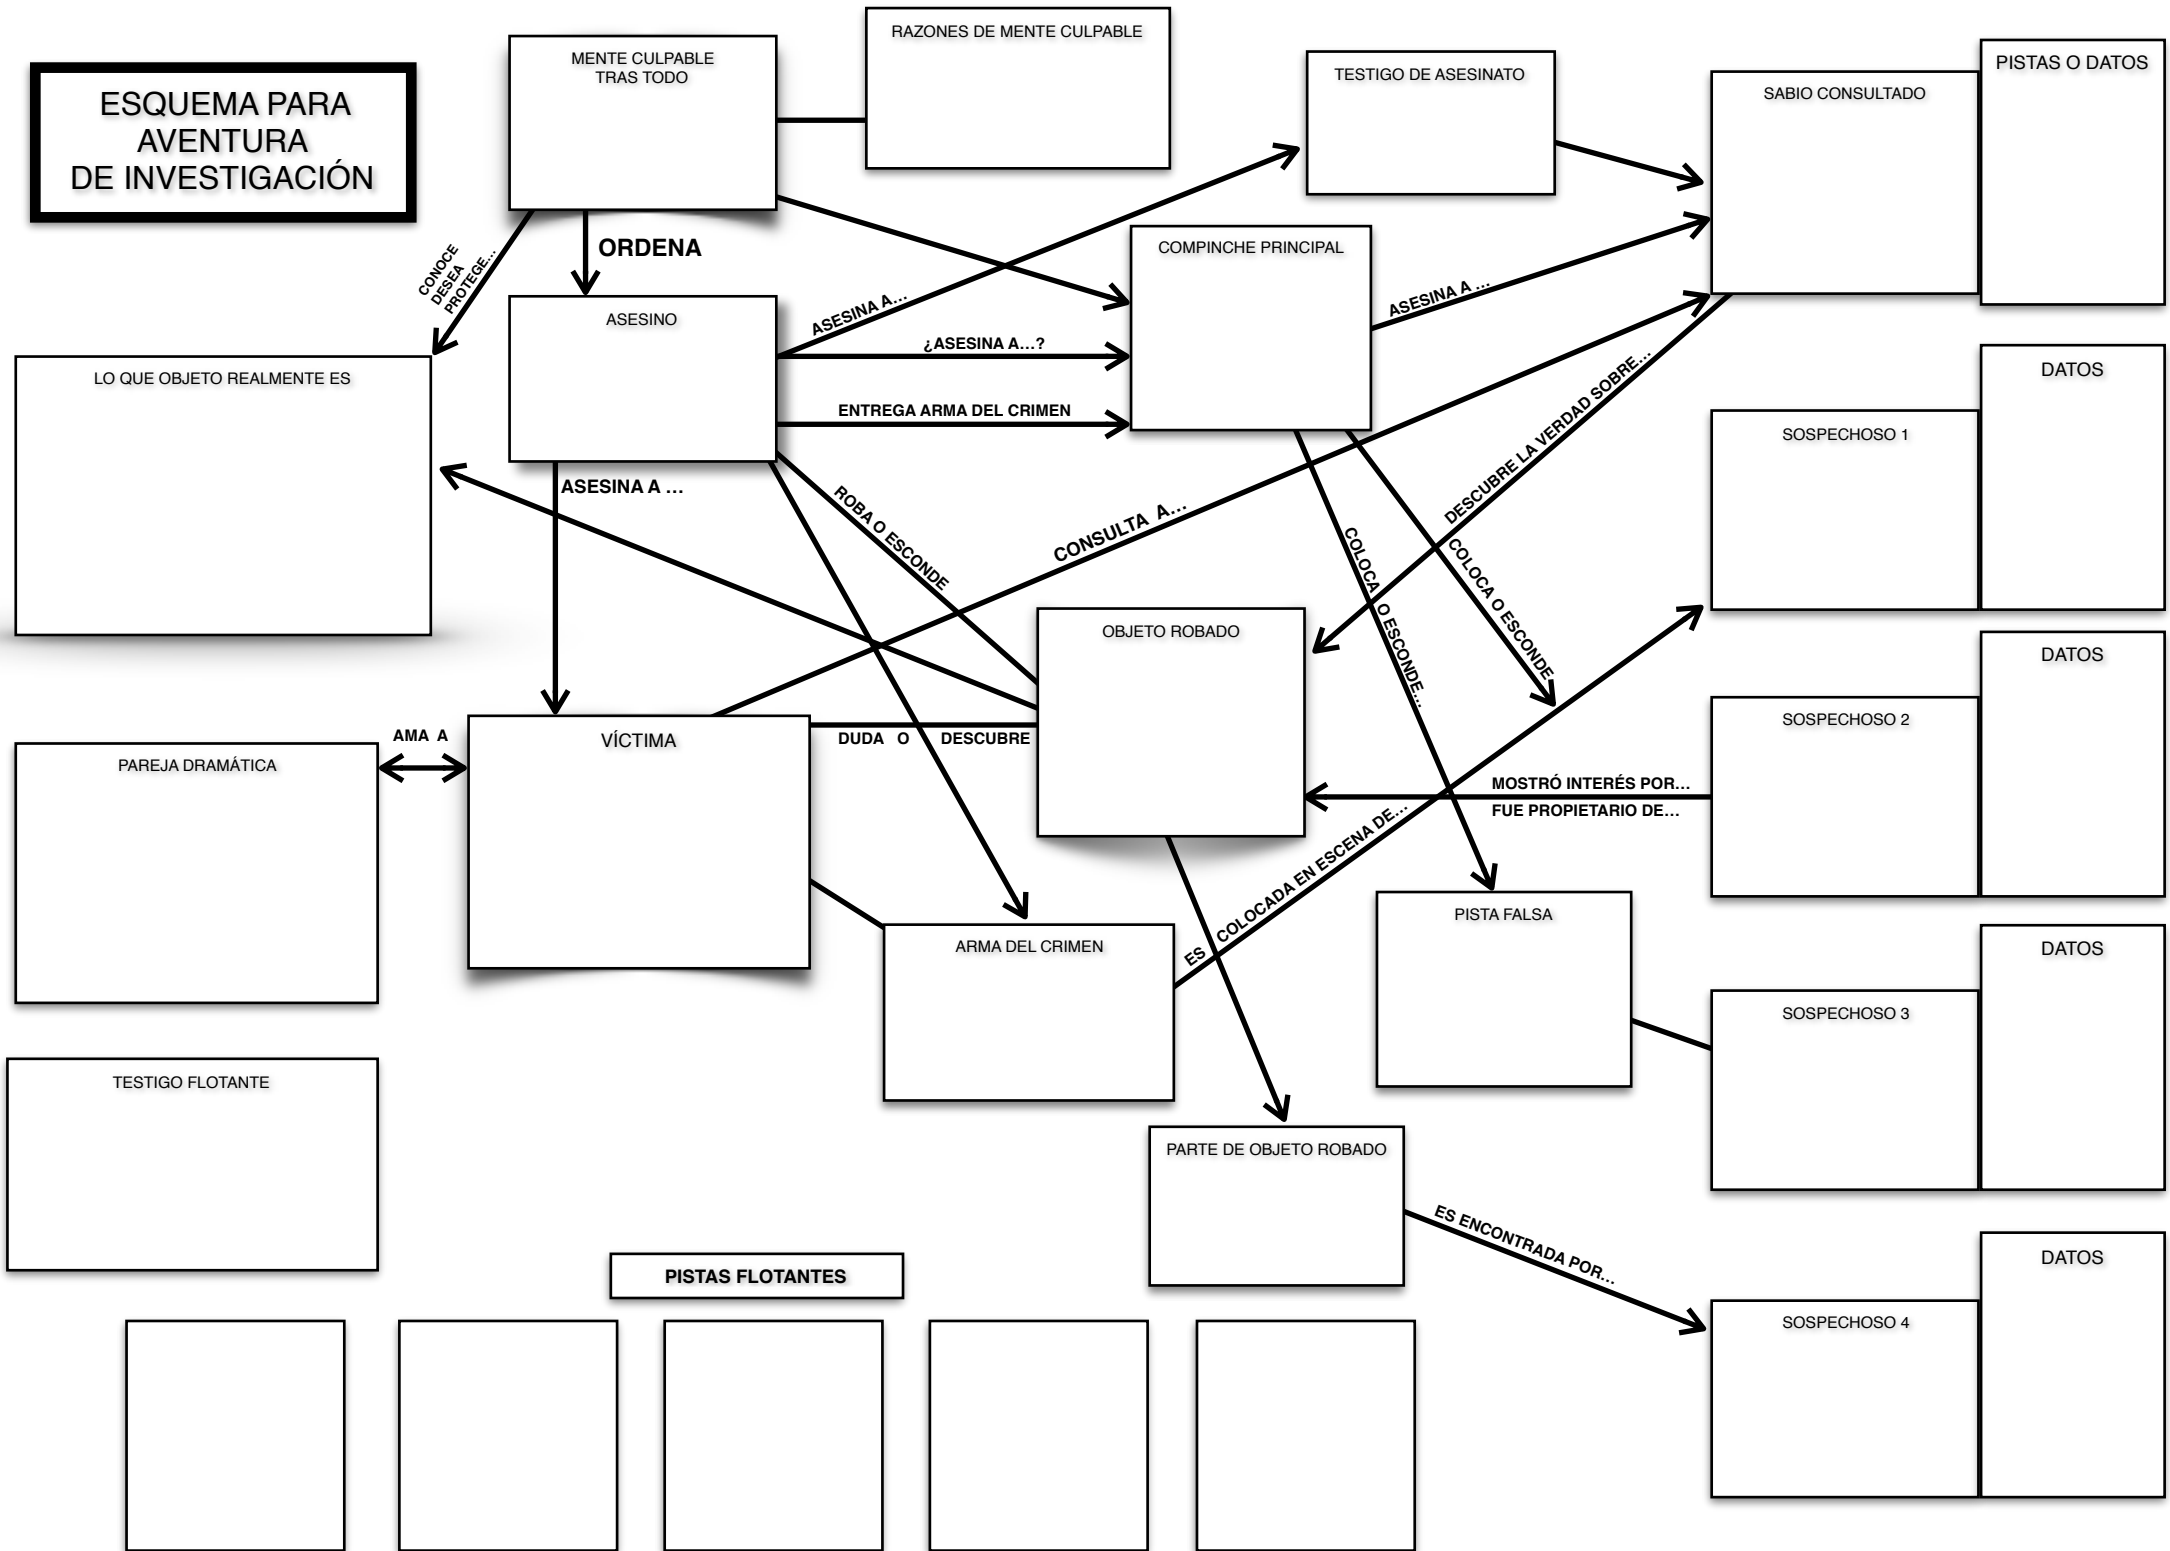 ESQUEMA PARA
AVENTURA
DE INVESTIGACIÓN
MENTE CULPABLE
TRAS TODO
RAZONES DE MENTE CULPABLE
TESTIGO DE ASESINATO
SABIO CONSULTADO
PISTAS O DATOS
CONOCE
DESEA
PROTEGE...
ORDENA
COMPINCHE PRINCIPAL
ASESINO
ASESINA A...
¿ASESINA A...?
ENTREGA ARMA DEL CRIMEN
ASESINA A ...
LO QUE OBJETO REALMENTE ES
DATOS
SOSPECHOSO 1
ASESINA A ...
ROBA O ESCONDE
CONSULTA A...
DESCUBRE LA VERDAD SOBRE...
COLOCA O ESCONDE...
COLOCA O ESCONDE
OBJETO ROBADO
DATOS
SOSPECHOSO 2
AMA A
PAREJA DRAMÁTICA
VÍCTIMA
DUDA O DESCUBRE
MOSTRÓ INTERÉS POR...
FUE PROPIETARIO DE...
ES COLOCADA EN ESCENA DE...
PISTA FALSA
ARMA DEL CRIMEN
DATOS
SOSPECHOSO 3
TESTIGO FLOTANTE
PARTE DE OBJETO ROBADO
ES ENCONTRADA POR...
DATOS
SOSPECHOSO 4
PISTAS FLOTANTES